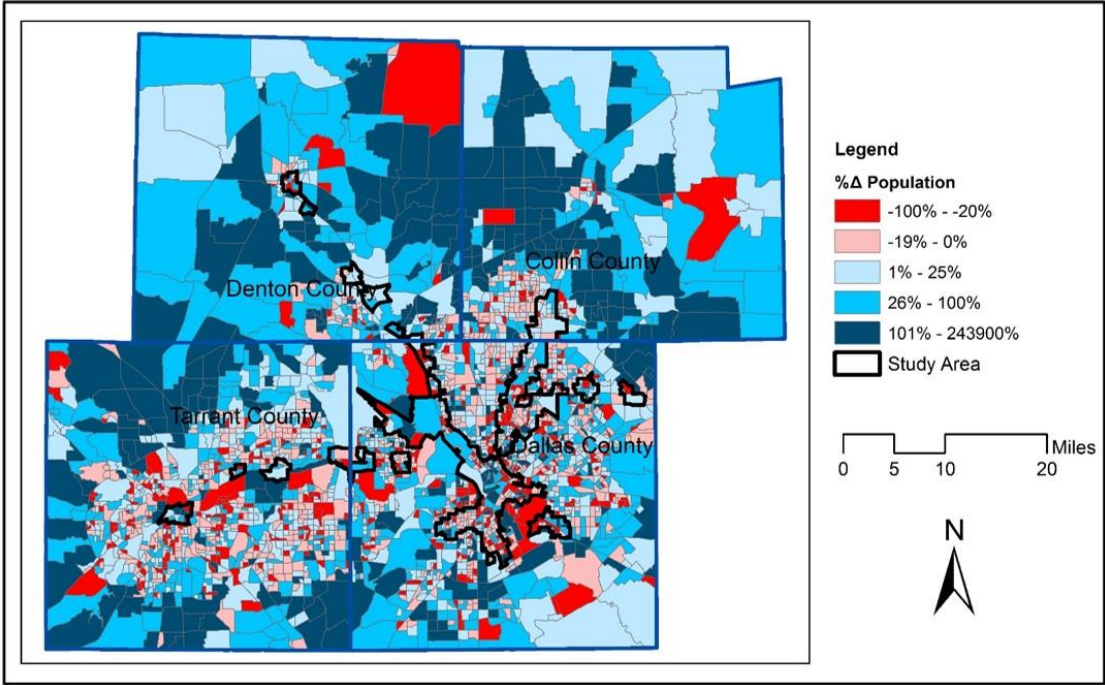 Denton County
Collin County
Tarrant County
Dallas County
Legend
%Δ Population
-100% - -20%
-19% - 0%
1% - 25%
26% - 100%
101% - 243900%
Study Area
Miles
0 5 10 20
N